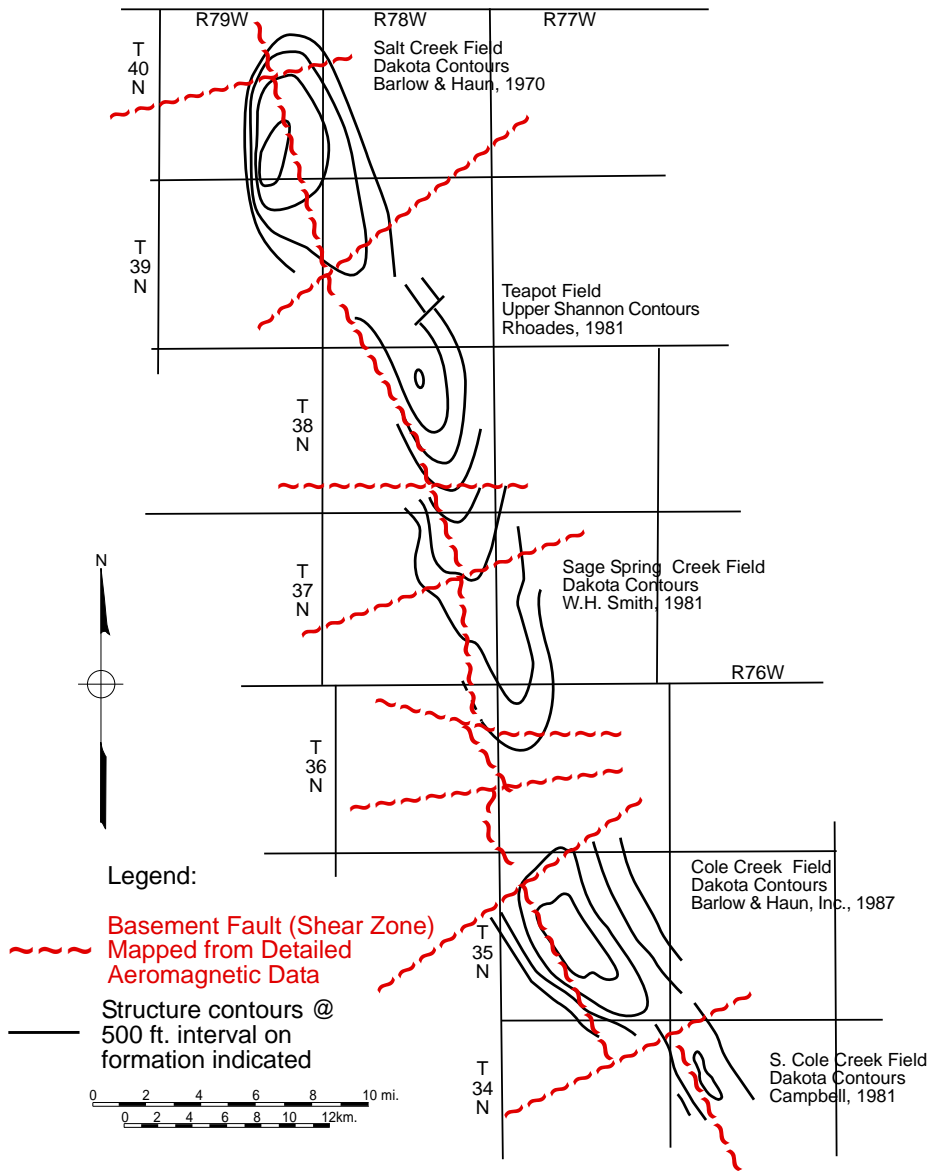 R79W
R78W
R77W
T
40
N
Salt Creek Field
Dakota Contours
Barlow & Haun, 1970
T
39
N
Teapot Field
Upper Shannon Contours
Rhoades, 1981
T
38
N
N
T
37
N
Sage Spring Creek Field
Dakota Contours
W.H. Smith, 1981
R76W
T
36
N
Cole Creek Field
Dakota Contours
Barlow & Haun, Inc., 1987
T
35
N
T
34
N
S. Cole Creek Field
Dakota Contours
Campbell, 1981
Legend:
Basement Fault (Shear Zone)
Mapped from Detailed
Aeromagnetic Data
Structure contours @
500 ft. interval on
formation indicated
0 2 4 6 8 10 mi.
0 2 4 6 8 10 12km.